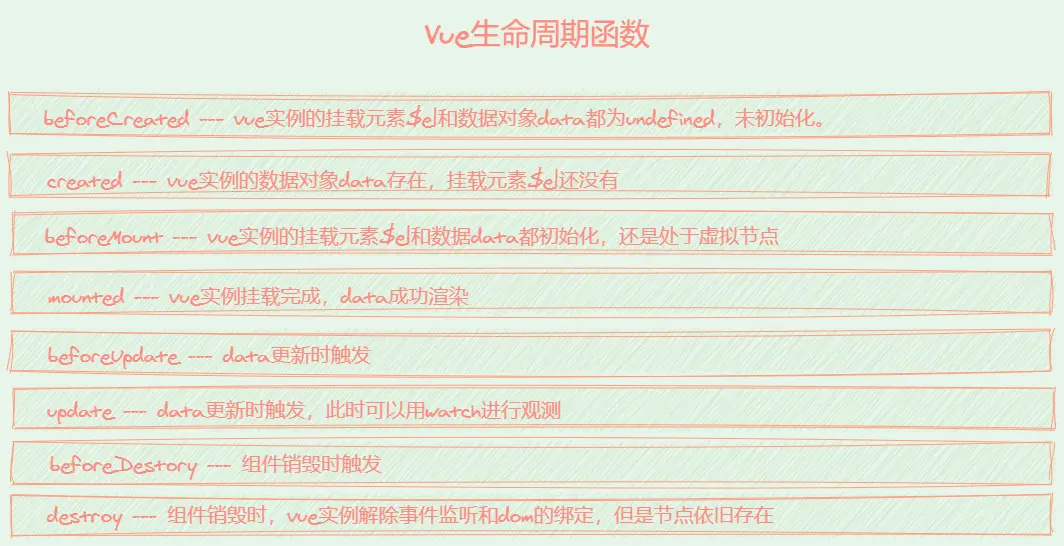 Vue生命周期函数
beforeCreated ---- vue实例的挂载元素$el和数据对象data都为undefined，未初始化。
created ---- vue实例的数据对象data存在，挂载元素$el还没有
beforeMount ---- vue实例的挂载元素$el和数据data都初始化，还是处于虚拟节点
mounted ---- vue实例挂载完成，data成功渲染
beforeUpdate ---- data更新时触发
update ---- data更新时触发，此时可以用watch进行观测
beforeDestory ---- 组件销毁时触发
destroy ---- 组件销毁时，vue实例解除事件监听和dom的绑定，但是节点依旧存在